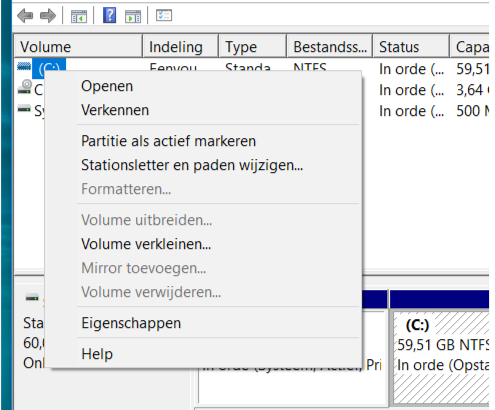 Volume Indeling Type Bestandss... Status Capa
(C:) Eenvou Standa NTFS In orde (... 59,51
C In orde (... 3,64
Sy In orde (... 500 M
Openen
Verkennen
Partitie als actief markeren
Stationsletter en paden wijzigen...
Formatteren...
Volume uitbreiden...
Volume verkleinen...
Mirror toevoegen...
Volume verwijderen...
Eigenschappen
Help
Sta
60,
Onl
(C:)
59,51 GB NTFS
In orde (Systeem, Actief, Pri In orde (Opsta